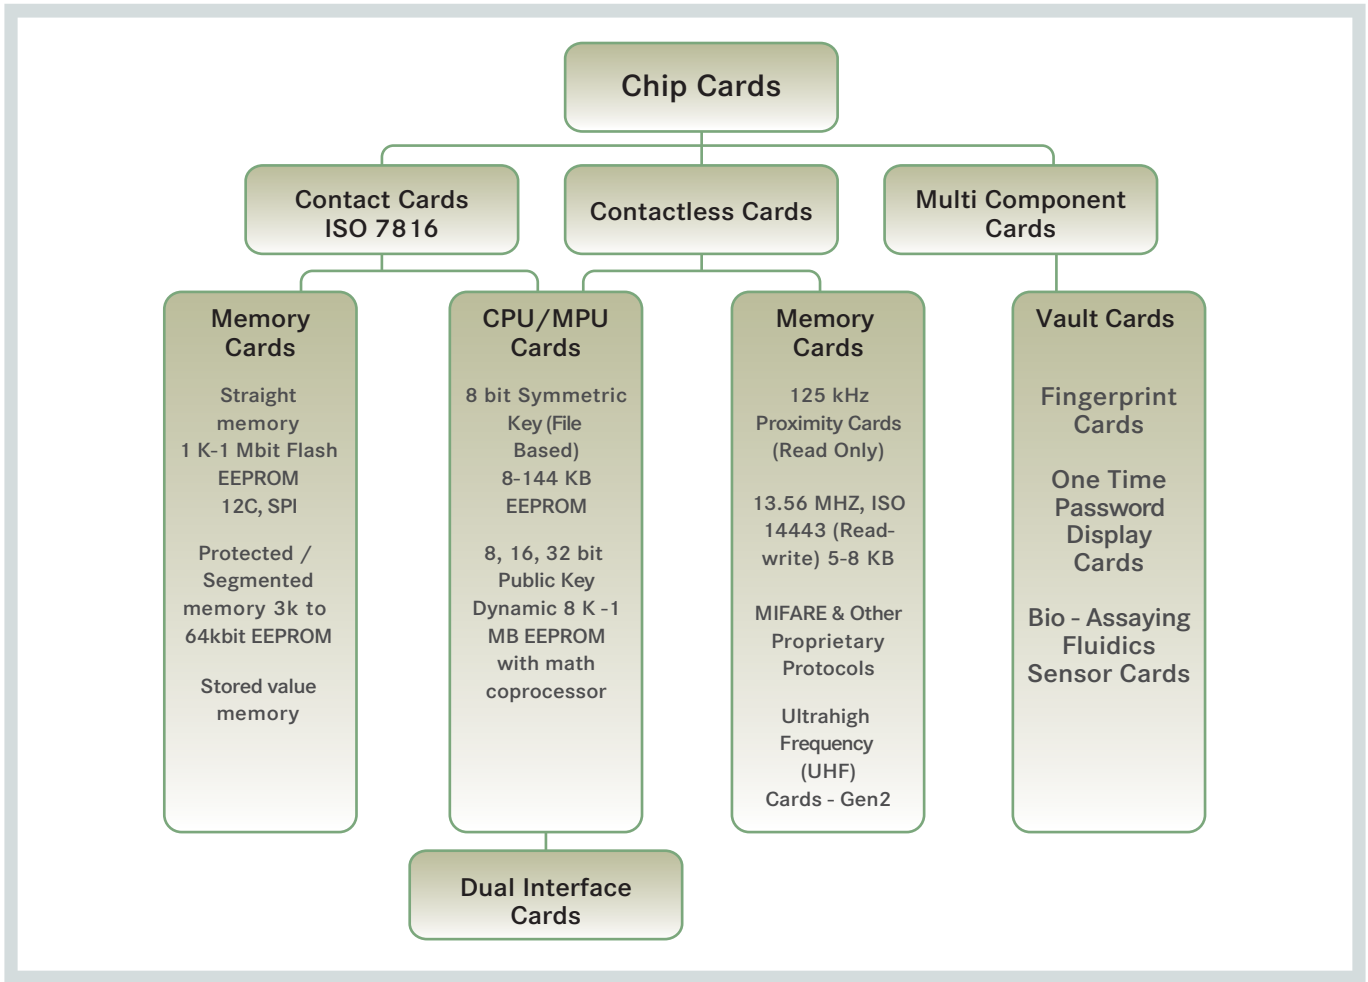 Chip Cards
Contact Cards
ISO 7816
Contactless Cards
Multi Component
Cards
Memory
Cards
Straight
memory
1 K-1 Mbit Flash
EEPROM
12C, SPI
Protected /
Segmented
memory 3k to
64kbit EEPROM
Stored value
memory
CPU/MPU
Cards
8 bit Symmetric
Key (File
Based)
8-144 KB
EEPROM
8, 16, 32 bit
Public Key
Dynamic 8 K -1
MB EEPROM
with math
coprocessor
Memory
Cards
125 kHz
Proximity Cards
(Read Only)
13.56 MHZ, ISO
14443 (Read-
write) 5-8 KB
MIFARE & Other
Proprietary
Protocols
Ultrahigh
Frequency
(UHF)
Cards - Gen2
Vault Cards
Fingerprint
Cards
One Time
Password
Display
Cards
Bio - Assaying
Fluidics
Sensor Cards
Dual Interface
Cards